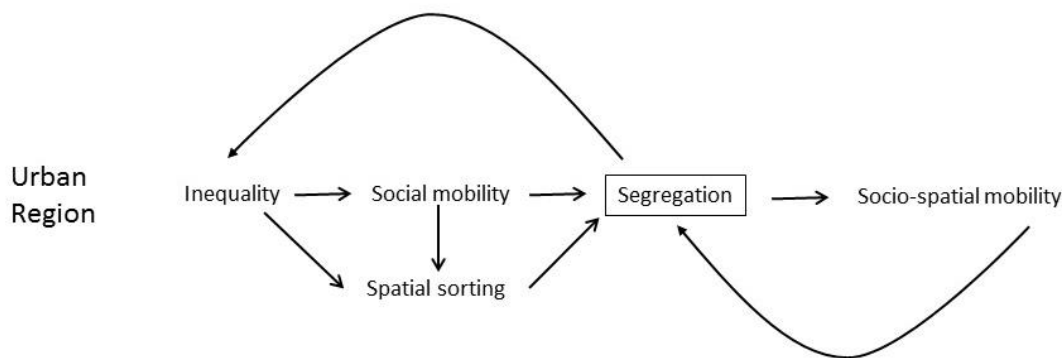 Urban
Region
Inequality
Social mobility
Segregation
Socio-spatial mobility
Spatial sorting